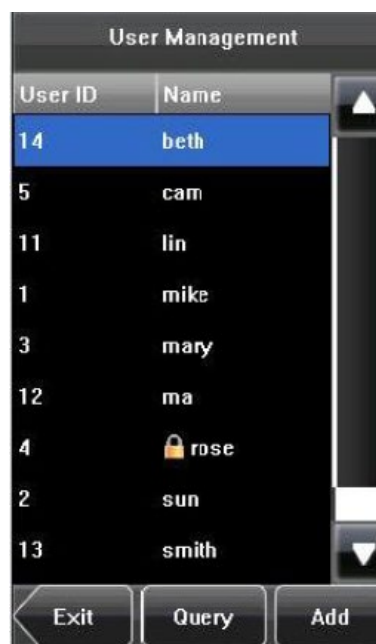 User Management
User ID Name
14 beth
5 cam
11 lin
1 mike
3 mary
12 ma
4 rose
2 sun
13 smith
Exit Query Add